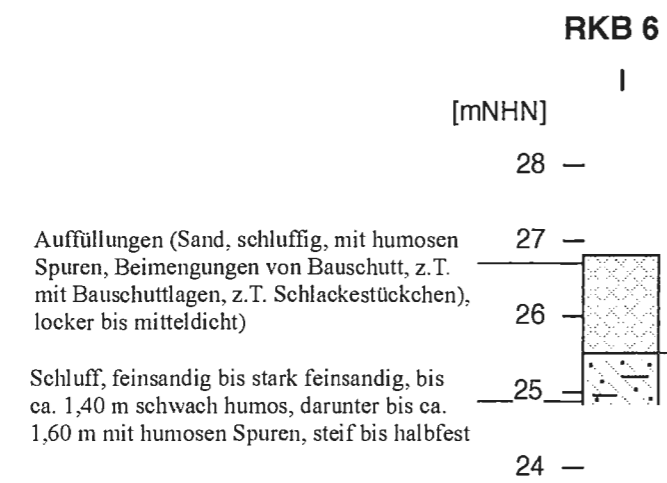 RKB 6
I
[mNHN]
28
27
Auffüllungen (Sand, schluffig, mit humosen
Spuren, Beimengungen von Bauschutt, z.T.
mit Bauschuttlagen, z.T. Schlackestückchen),
locker bis mitteldicht)
26
Schluff, feinsandig bis stark feinsandig, bis
ca. 1,40 m schwach humos, darunter bis ca.
1,60 m mit humosen Spuren, steif bis halbfest
25
24